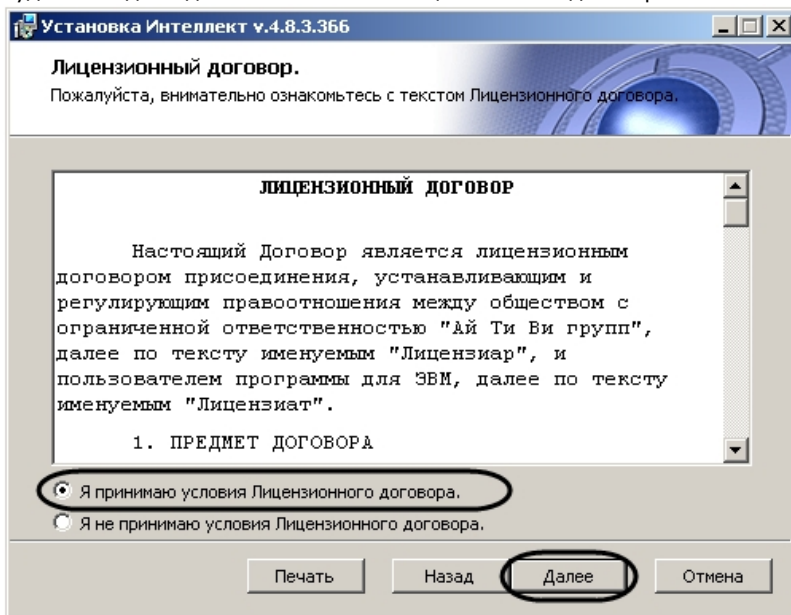 Установка Интеллект v.4.8.3.366
Лицензионный договор.
Пожалуйста, внимательно ознакомьтесь с текстом Лицензионного договора.
ЛИЦЕНЗИОННЫЙ ДОГОВОР
Настоящий Договор является лицензионным
договором присоединения, устанавливающим и
регулирующим правоотношения между обществом с
ограниченной ответственностью "Ай Ти Ви групп",
далее по тексту именуемым "Лицензиар", и
пользователем программы для ЭВМ, далее по тексту
именуемым "Лицензиат".
1. ПРЕДМЕТ ДОГОВОРА
Я принимаю условия Лицензионного договора.
Я не принимаю условия Лицензионного договора.
Печать Назад Далее Отмена